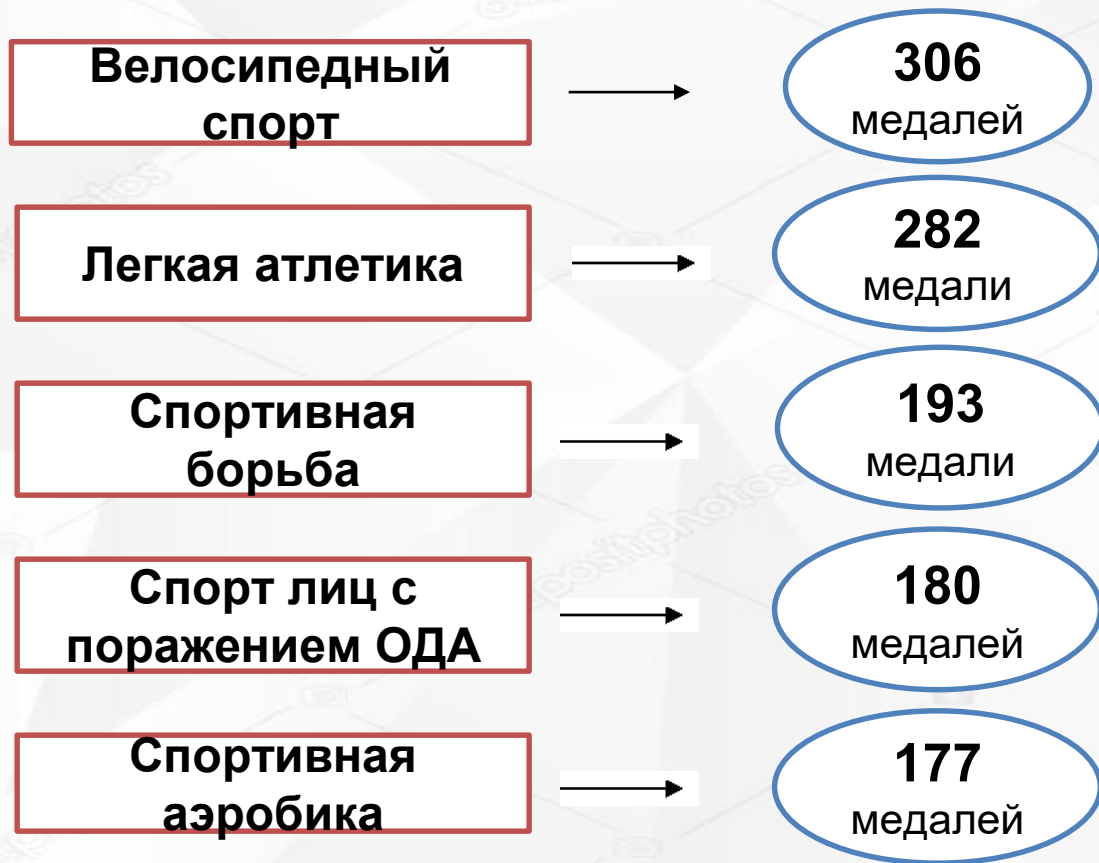 Велосипедный
спорт
306
медалей
Легкая атлетика
282
медали
Спортивная
борьба
193
медали
Спорт лиц с
поражением ОДА
180
медалей
Спортивная
аэробика
177
медалей